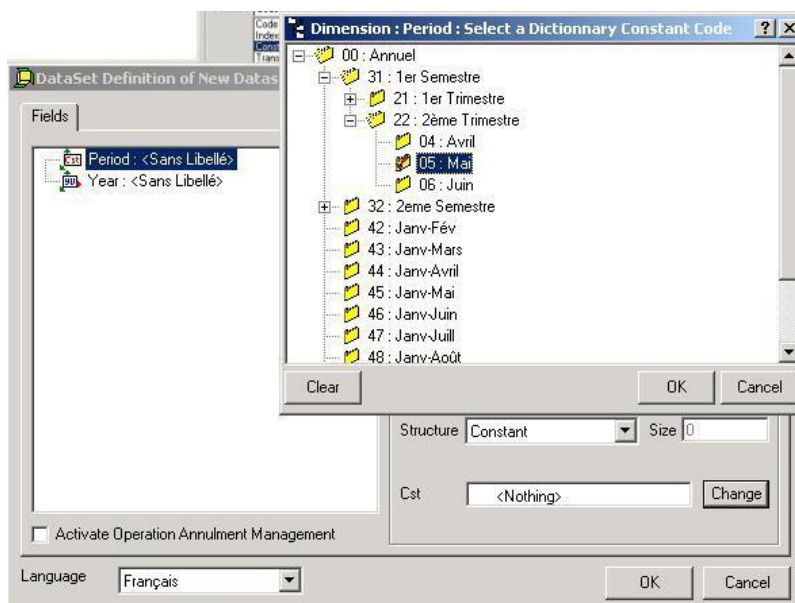 Code
Index
Const
Trans
Dimension : Period : Select a Dictionnary Constant Code
00 : Annuel
31 : 1er Semestre
21 : 1er Trimestre
22 : 2ème Trimestre
04 : Avril
05 : Mai
06 : Juin
32 : 2eme Semestre
42 : Janv-Fév
43 : Janv-Mars
44 : Janv-Avril
45 : Janv-Mai
46 : Janv-Juin
47 : Janv-Juill
48 : Janv-Août
Clear
OK
Cancel
DataSet Definition of New Datas
Fields
Cst Period : <Sans Libellé>
Year : <Sans Libellé>
Structure Constant Size 0
Cst <Nothing> Change
Activate Operation Annulment Management
Language Français
OK
Cancel